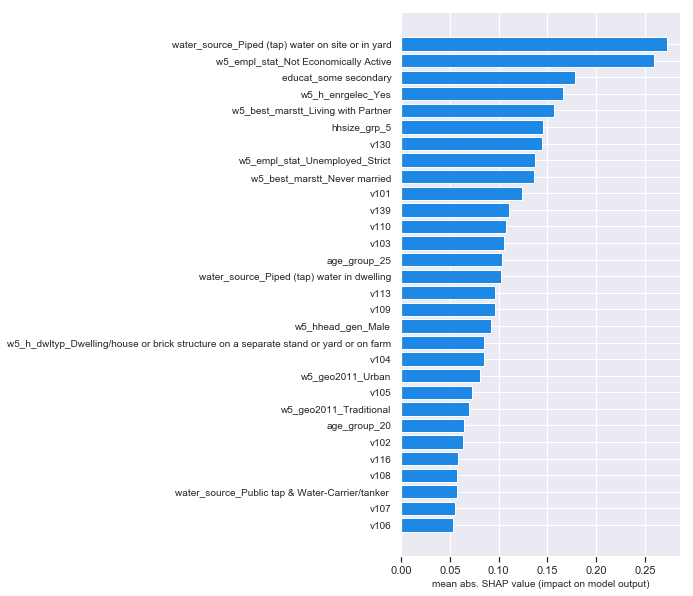 water_source_Piped (tap) water on site or in yard
w5_empl_stat_Not Economically Active
educat_some secondary
w5_h_enrgelec_Yes
w5_best_marstt_Living with Partner
hhsize_grp_5
v130
w5_empl_stat_Unemployed_Strict
w5_best_marstt_Never married
v101
v139
v110
v103
age_group_25
water_source_Piped (tap) water in dwelling
v113
v109
w5_hhead_gen_Male
w5_h_dwltyp_Dwelling/house or brick structure on a separate stand or yard or on farm
v104
w5_geo2011_Urban
v105
w5_geo2011_Traditional
age_group_20
v102
v116
v108
water_source_Public tap & Water-Carrier/tanker
v107
v106
0.00 0.05 0.10 0.15 0.20 0.25
mean abs. SHAP value (impact on model output)